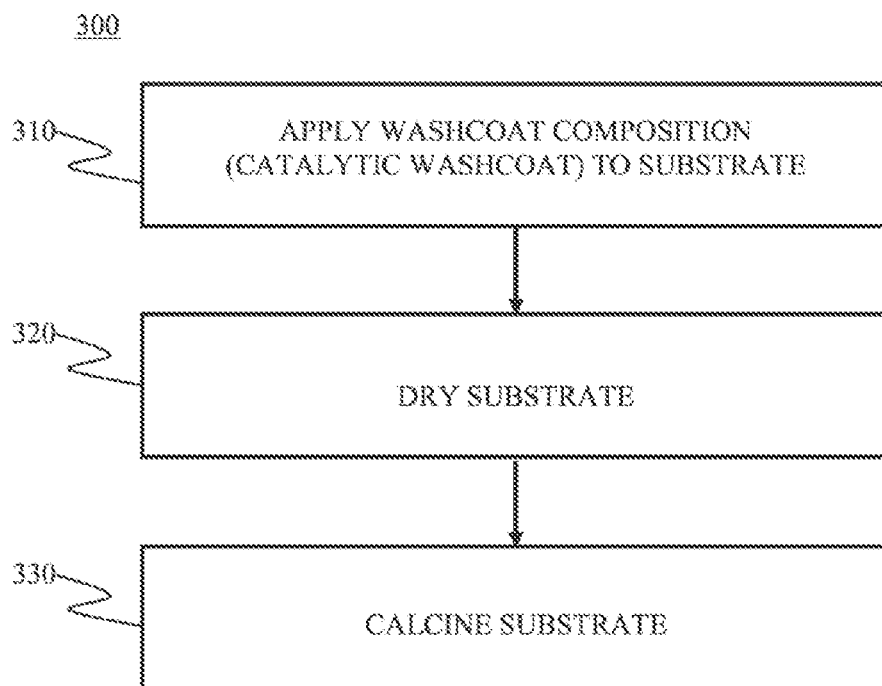 300
310
APPLY WASHCOAT COMPOSITION
(CATALYTIC WASHCOAT) TO SUBSTRATE
320
DRY SUBSTRATE
330
CALCINE SUBSTRATE